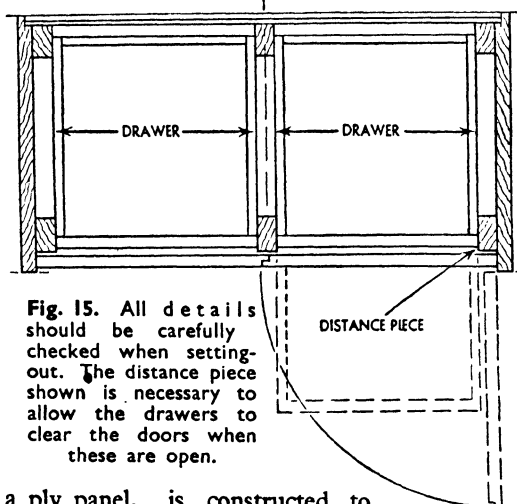 DRAWER DRAWER
DISTANCE PIECE
Fig. 15. All details
should be carefully
checked when setting-
out. The distance piece
shown is necessary to
allow the drawers to
clear the doors when
these are open.
a ply panel, is constructed to